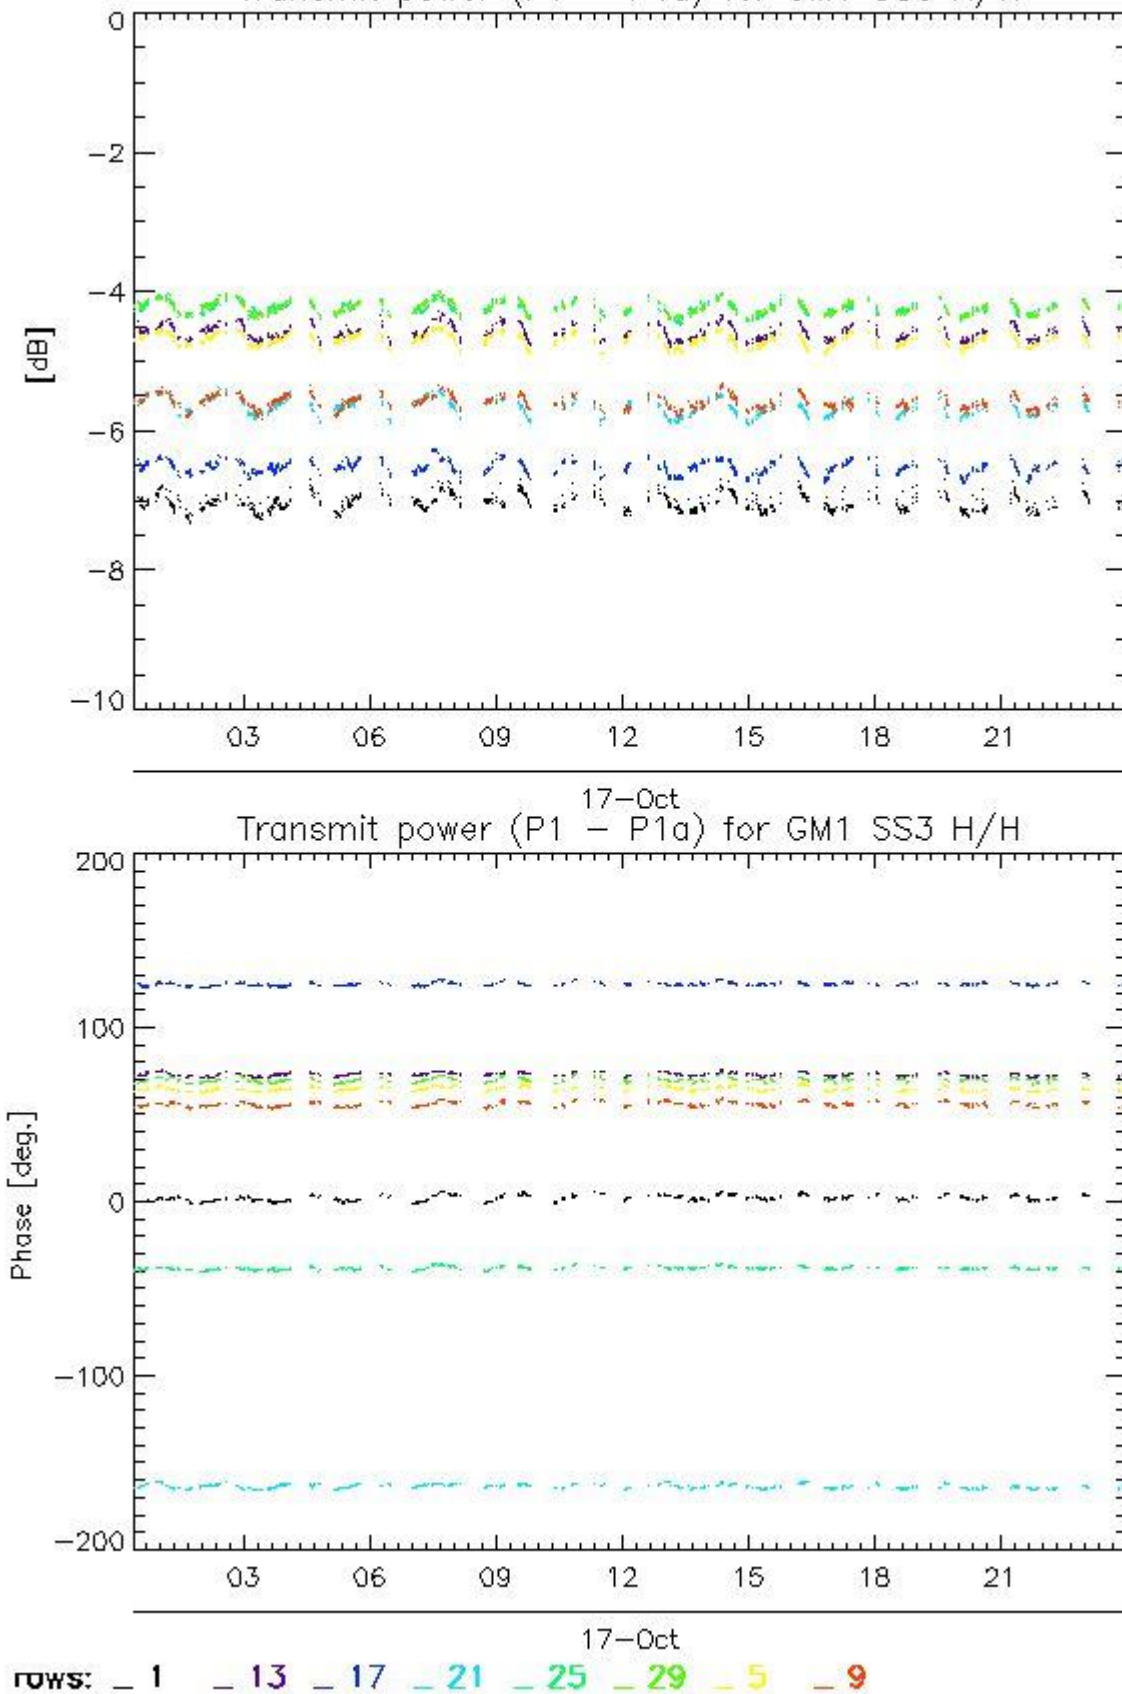 0
−2
−4
−6
−8
−10
[dB]
03 06 09 12 15 18 21
17−Oct
Transmit power (P1 − P1a) for GM1 SS3 H/H
200
100
0
−100
−200
Phase [deg.]
03 06 09 12 15 18 21
17−Oct
rows: _ 1 _ 13 _ 17 _ 21 _ 25 _ 29 _ 5 _ 9